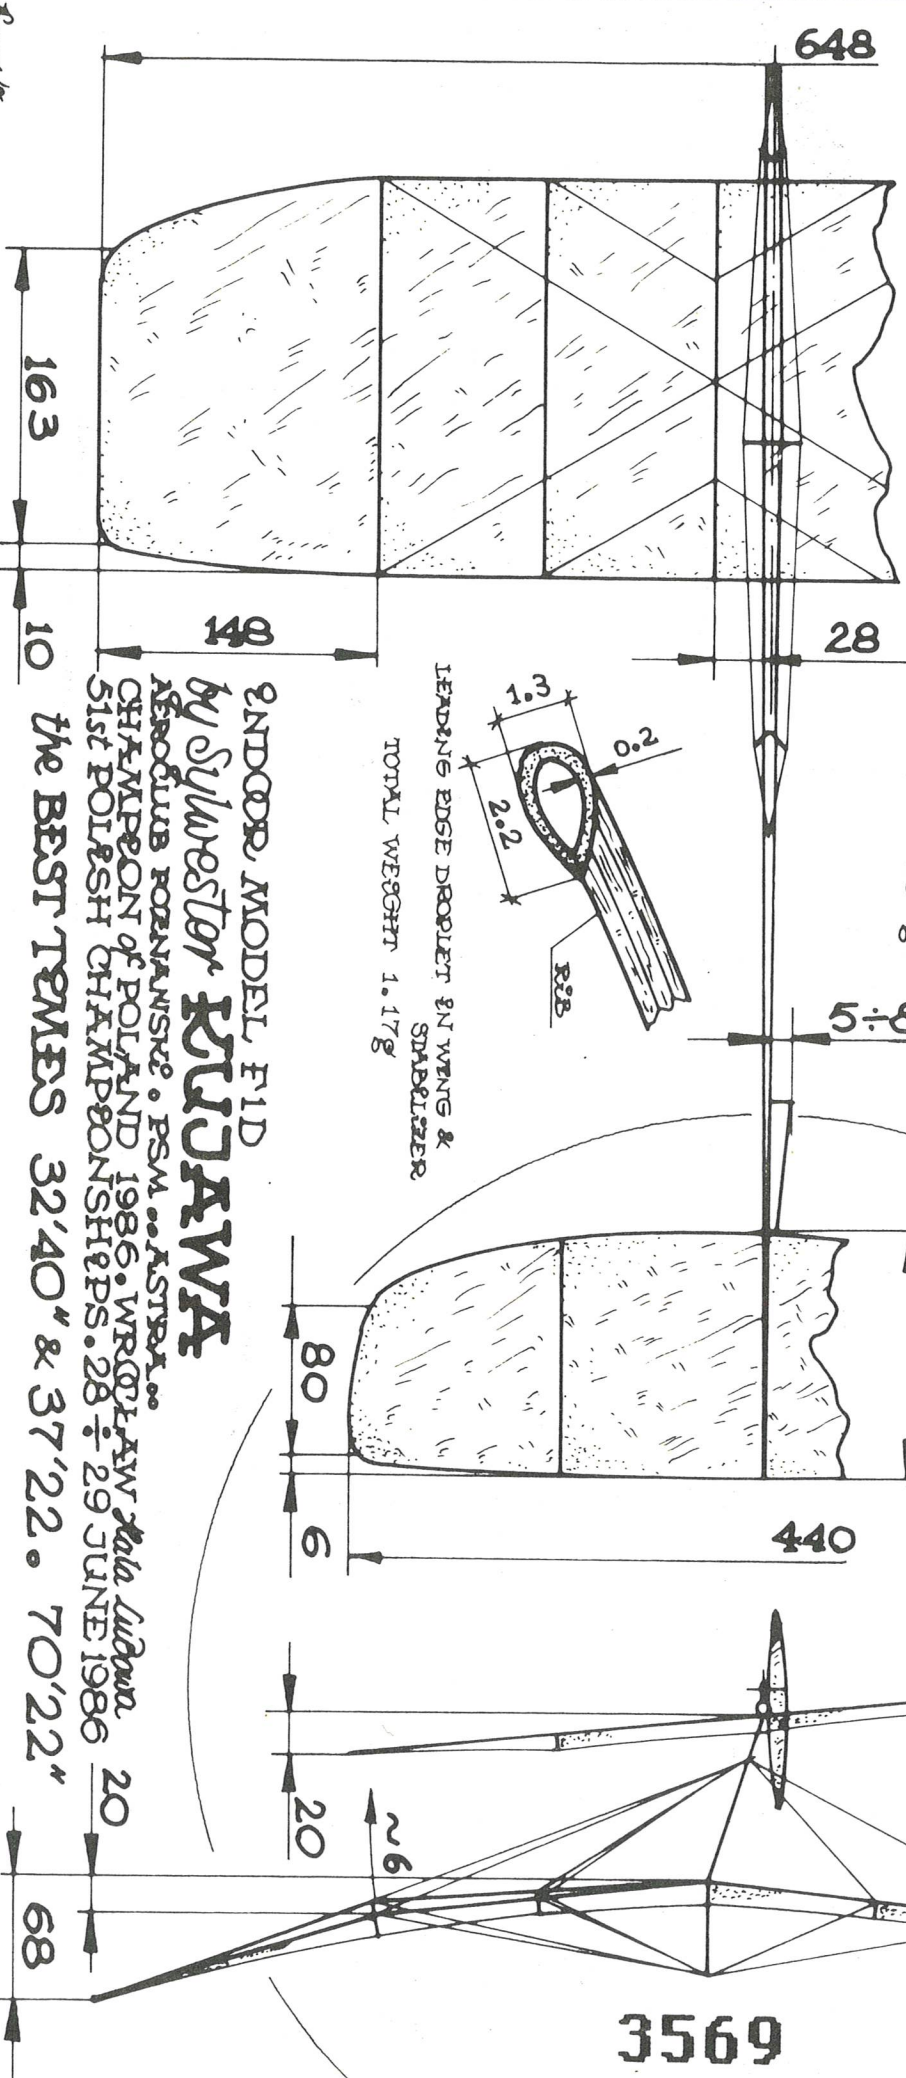 648
163
10
148
28
1.3
0.2
2.2
RIB
LEADING EDGE DROPLET IN WING &
STABILIZER
TOTAL WEIGHT 1.17g
INDOOR MODEL F1D
by Sylwester KUJAWA
AEROCLUB POZNAŃSKI. PSM „ASTRA„
CHAMPION of POLAND 1986. WROCŁAW Hala Ludowa
51st POLISH CHAMPIONSHIPS. 28÷29 JUNE 1986
the BEST TIMES 32'40" & 37'22. 70'22"
5÷8
80
6
440
20
~6
20
68
3569